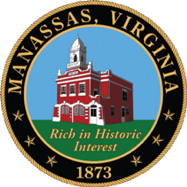 MANASSAS, VIRGINIA
Rich in Historic
Interest
1873